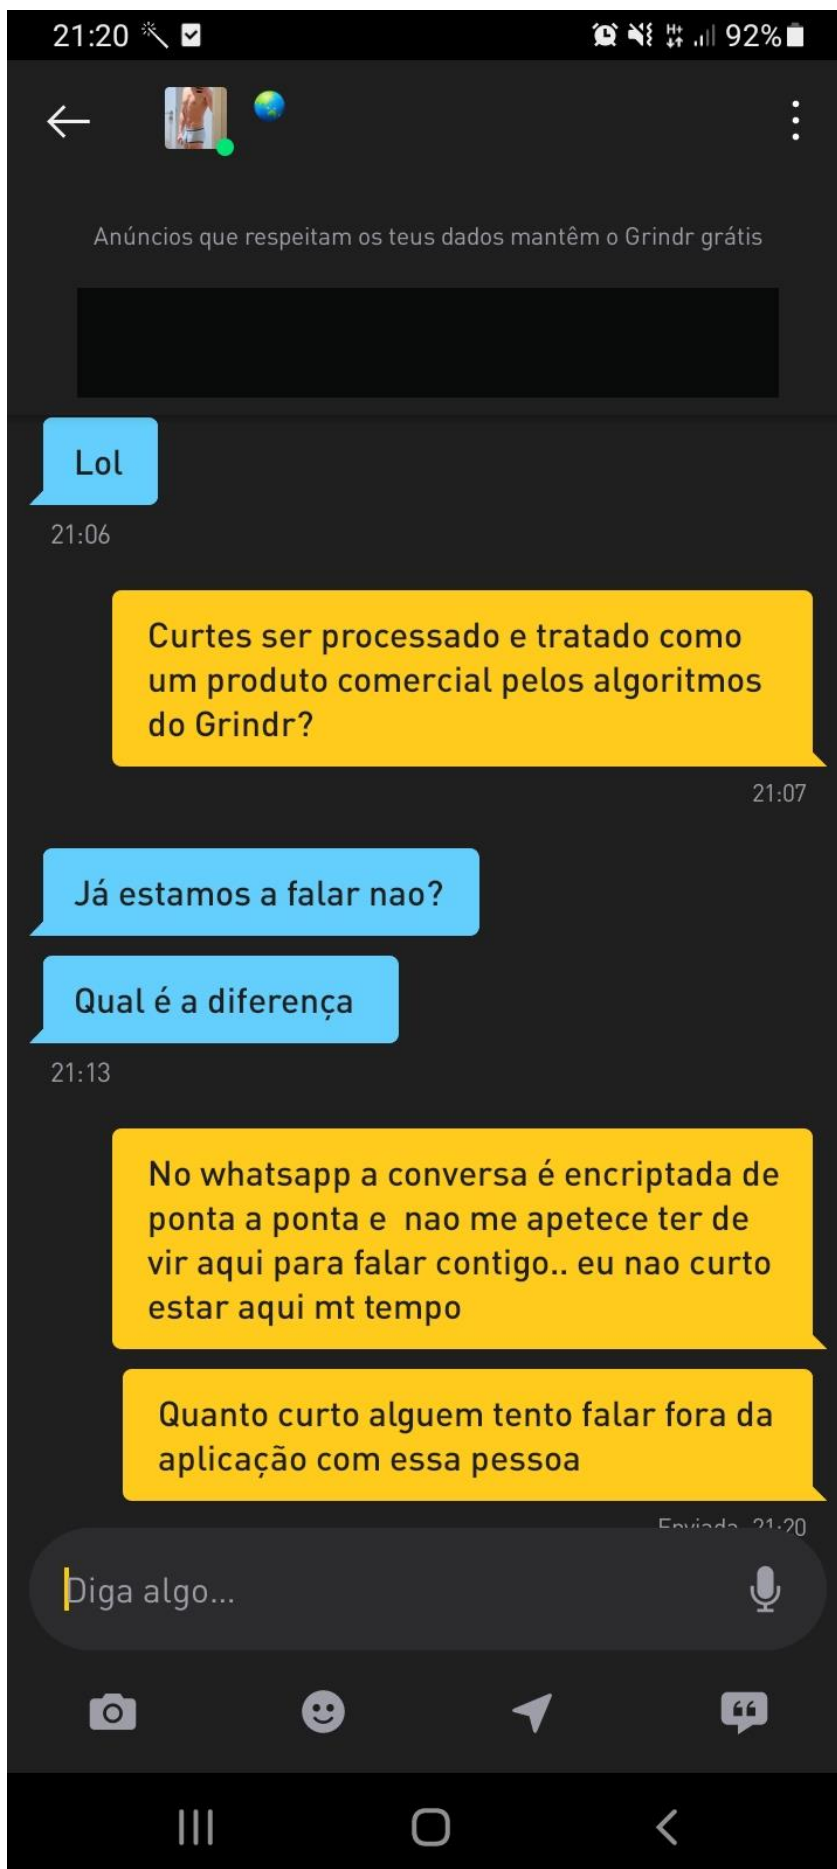 21:20
92%
Anúncios que respeitam os teus dados mantêm o Grindr grátis
Lol
21:06
Curtes ser processado e tratado como
um produto comercial pelos algoritmos
do Grindr?
21:07
Já estamos a falar nao?
Qual é a diferença
21:13
No whatsapp a conversa é encriptada de
ponta a ponta e  nao me apetece ter de
vir aqui para falar contigo.. eu nao curto
estar aqui mt tempo
Quanto curto alguem tento falar fora da
aplicação com essa pessoa
Enviada 21:20
Diga algo...